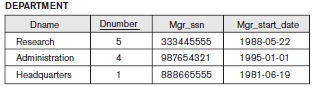 DEPARTMENT
Dname Dnumber Mgr_ssn Mgr_start_date
Research 5 333445555 1988-05-22
Administration 4 987654321 1995-01-01
Headquarters 1 888665555 1981-06-19